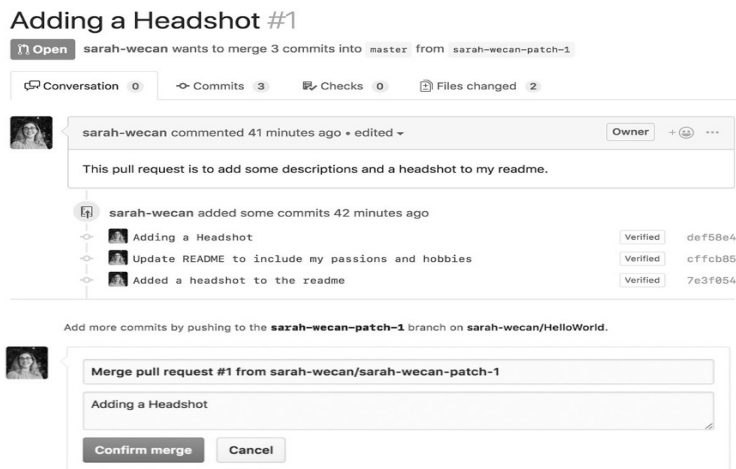 Adding a Headshot #1
Open sarah-wecan wants to merge 3 commits into master from sarah-wecan-patch-1
Conversation 0 Commits 3 Checks 0 Files changed 2
sarah-wecan commented 41 minutes ago • edited Owner
This pull request is to add some descriptions and a headshot to my readme.
sarah-wecan added some commits 42 minutes ago
Adding a Headshot Verified def58e4
Update README to include my passions and hobbies Verified cffcb85
Added a headshot to the readme Verified 7e3f054
Add more commits by pushing to the sarah-wecan-patch-1 branch on sarah-wecan/HelloWorld.
Merge pull request #1 from sarah-wecan/sarah-wecan-patch-1
Adding a Headshot
Confirm merge Cancel